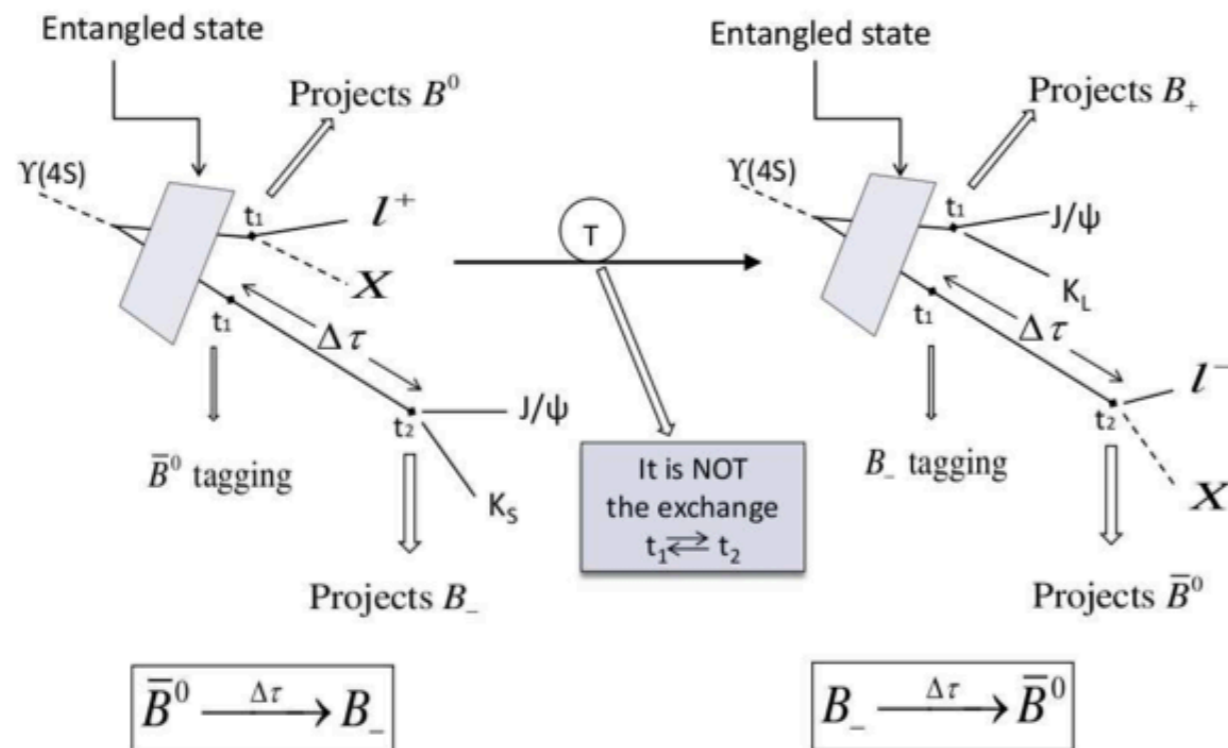 Entangled state
Projects B⁰
ϒ(4S)
t₁
l⁺
X
t₁
Δτ
B̅⁰ tagging
t₂
J/ψ
K_S
Projects B₋
B̅⁰ Δτ→ B₋
T
It is NOT
the exchange
t₁ ⇄ t₂
Entangled state
Projects B₊
ϒ(4S)
t₁
J/ψ
K_L
t₁
Δτ
B₋ tagging
l⁻
t₂
X
Projects B̅⁰
B₋ Δτ→ B̅⁰